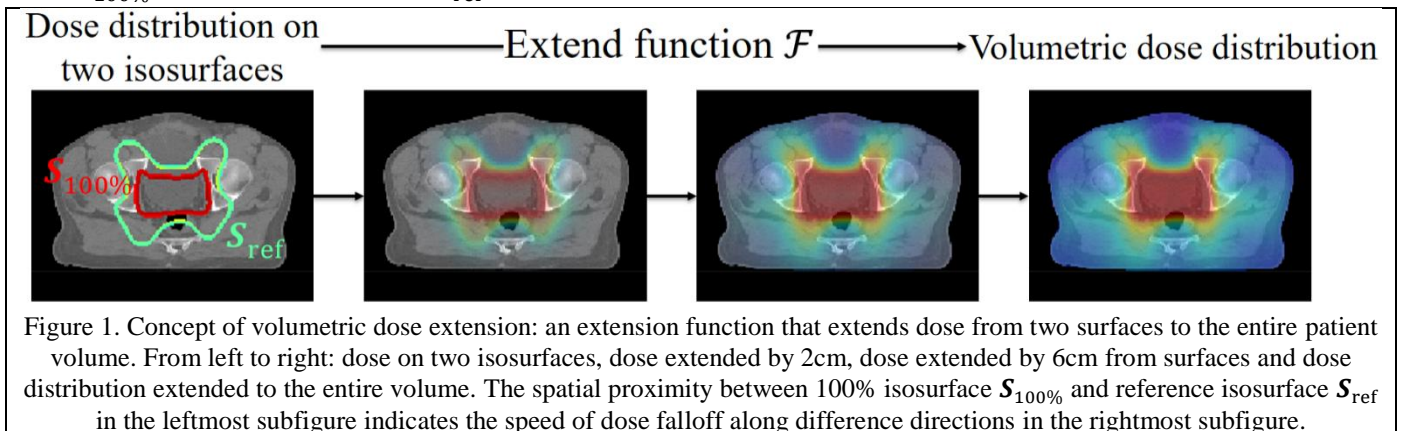 Dose distribution on
two isosurfaces
Extend function ℱ
Volumetric dose distribution
S100%
Sref
Figure 1. Concept of volumetric dose extension: an extension function that extends dose from two surfaces to the entire patient
volume. From left to right: dose on two isosurfaces, dose extended by 2cm, dose extended by 6cm from surfaces and dose
distribution extended to the entire volume. The spatial proximity between 100% isosurface S100% and reference isosurface Sref
in the leftmost subfigure indicates the speed of dose falloff along difference directions in the rightmost subfigure.